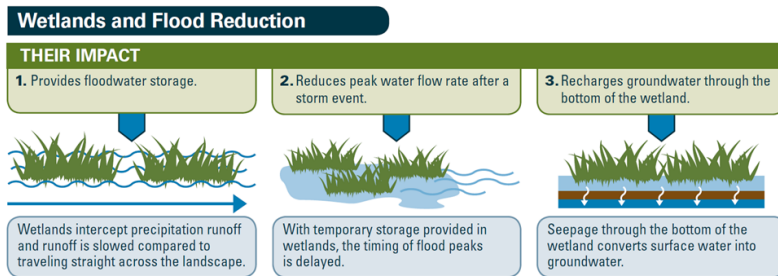 Wetlands and Flood Reduction
THEIR IMPACT
1. Provides floodwater storage.
2. Reduces peak water flow rate after a
storm event.
3. Recharges groundwater through the
bottom of the wetland.
Wetlands intercept precipitation runoff
and runoff is slowed compared to
traveling straight across the landscape.
With temporary storage provided in
wetlands, the timing of flood peaks
is delayed.
Seepage through the bottom of the
wetland converts surface water into
groundwater.